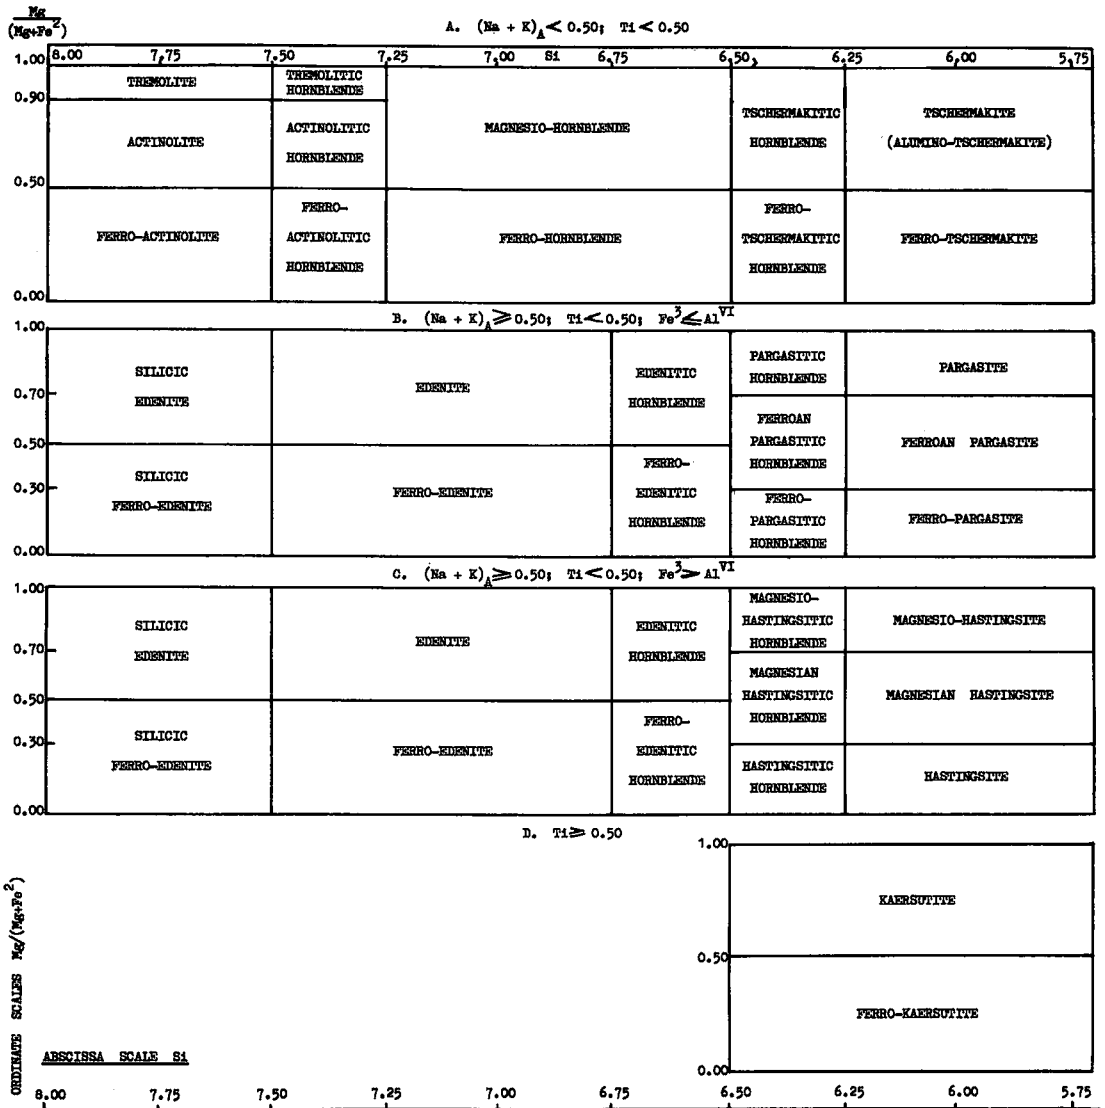 Mg
(Mg+Fe²)
A. (Na + K)A < 0.50; Ti < 0.50
8.00 7.75 7.50 7.25 7.00 Si 6.75 6.50 6.25 6.00 5.75
1.00
0.90
0.50
0.00
TREMOLITE
TREMOLITIC
HORNBLENDE
ACTINOLITE
ACTINOLITIC
HORNBLENDE
MAGNESIO-HORNBLENDE
TSCHERMAKITIC
HORNBLENDE
TSCHERMAKITE
(ALUMINO-TSCHERMAKITE)
FERRO-ACTINOLITE
FERRO-
ACTINOLITIC
HORNBLENDE
FERRO-HORNBLENDE
FERRO-
TSCHERMAKITIC
HORNBLENDE
FERRO-TSCHERMAKITE
B. (Na + K)A ≥ 0.50; Ti < 0.50; Fe³ ≤ Al^VI
1.00
0.70
0.50
0.30
0.00
SILICIC
EDENITE
EDENITE
EDENITIC
HORNBLENDE
PARGASITIC
HORNBLENDE
PARGASITE
FERROAN
PARGASITIC
HORNBLENDE
FERROAN PARGASITE
SILICIC
FERRO-EDENITE
FERRO-EDENITE
FERRO-
EDENITIC
HORNBLENDE
FERRO-
PARGASITIC
HORNBLENDE
FERRO-PARGASITE
C. (Na + K)A ≥ 0.50; Ti < 0.50; Fe³ > Al^VI
1.00
0.70
0.50
0.30
0.00
SILICIC
EDENITE
EDENITE
EDENITIC
HORNBLENDE
MAGNESIO-
HASTINGSITIC
HORNBLENDE
MAGNESIO-HASTINGSITE
MAGNESIAN
HASTINGSITIC
HORNBLENDE
MAGNESIAN HASTINGSITE
SILICIC
FERRO-EDENITE
FERRO-EDENITE
FERRO-
EDENITIC
HORNBLENDE
HASTINGSITIC
HORNBLENDE
HASTINGSITE
D. Ti ≥ 0.50
1.00
0.50
0.00
KAERSUTITE
FERRO-KAERSUTITE
ORDINATE SCALES Mg/(Mg+Fe²)
ABSCISSA SCALE Si
8.00 7.75 7.50 7.25 7.00 6.75 6.50 6.25 6.00 5.75